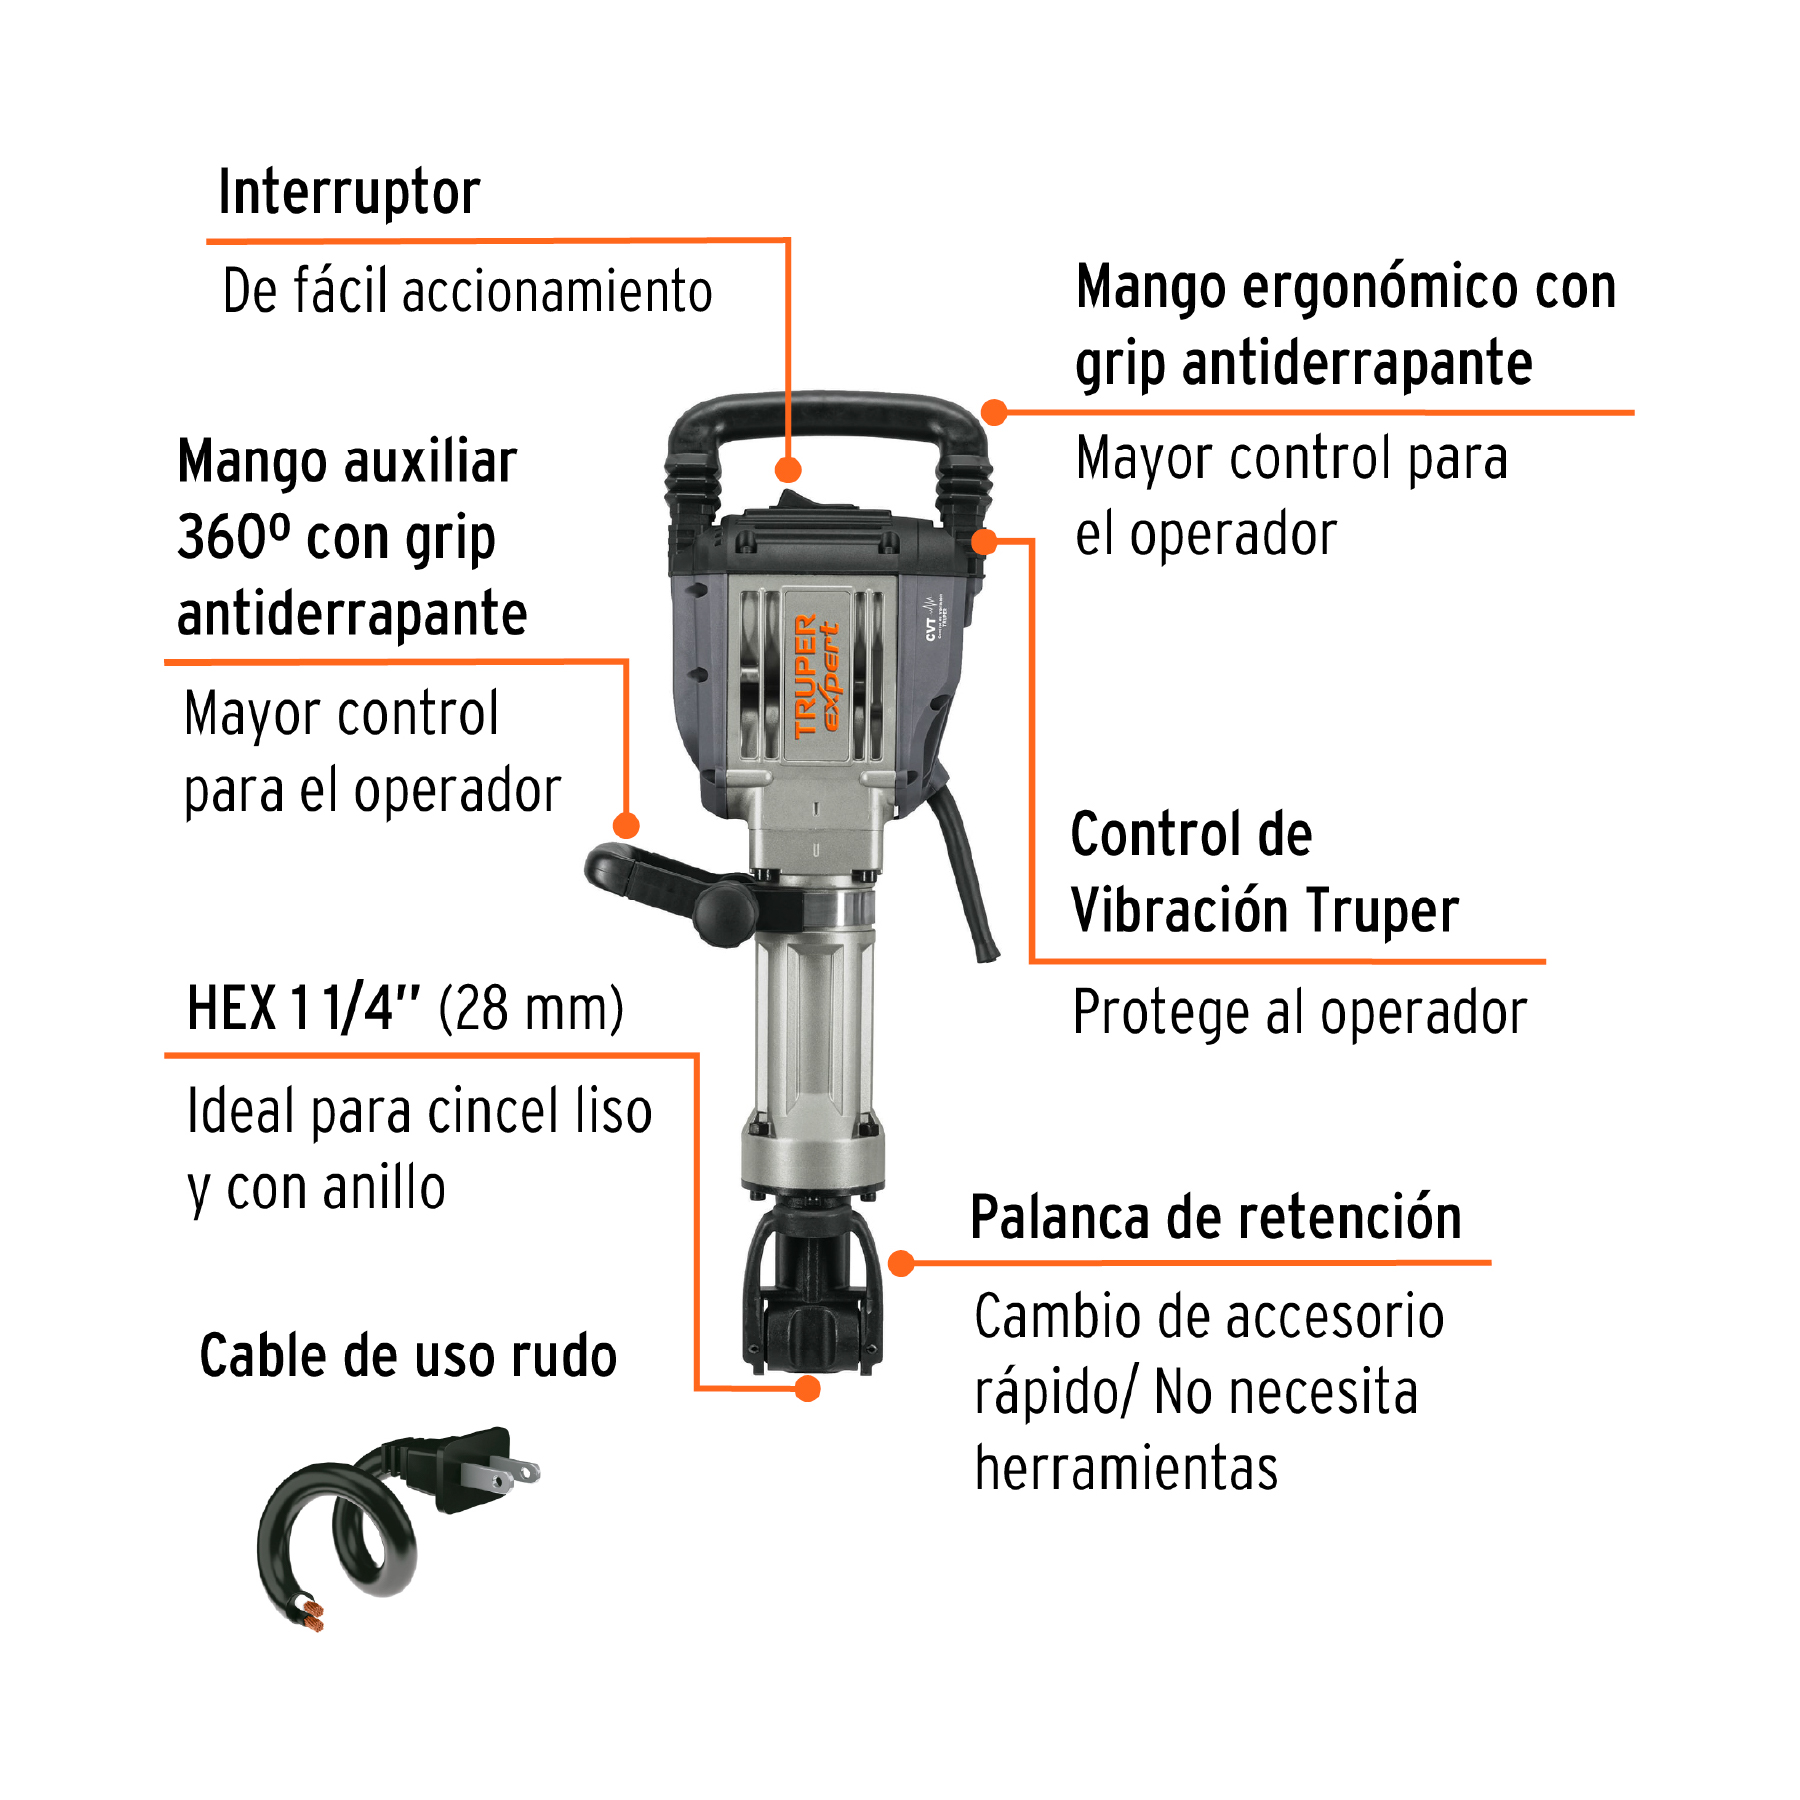 Interruptor
De fácil accionamiento
Mango ergonómico con
grip antiderrapante
Mayor control para
el operador
Mango auxiliar
360º con grip
antiderrapante
Mayor control
para el operador
TRUPER
expert
CVT
Control de
Vibración Truper
Protege al operador
HEX 1 1/4" (28 mm)
Ideal para cincel liso
y con anillo
Palanca de retención
Cambio de accesorio
rápido/ No necesita
herramientas
Cable de uso rudo